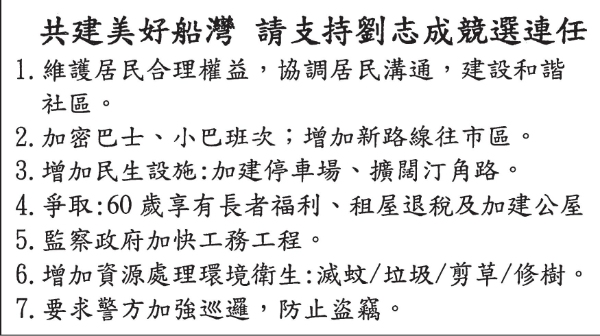 共建美好船灣 請支持劉志成競選連任
1. 維護居民合理權益，協調居民溝通，建設和諧
社區。
2. 加密巴士、小巴班次；增加新路線往市區。
3. 增加民生設施:加建停車場、擴闊汀角路。
4. 爭取:60 歲享有長者福利、租屋退稅及加建公屋
5. 監察政府加快工務工程。
6. 增加資源處理環境衛生:滅蚊/垃圾/剪草/修樹。
7. 要求警方加強巡邏，防止盜竊。